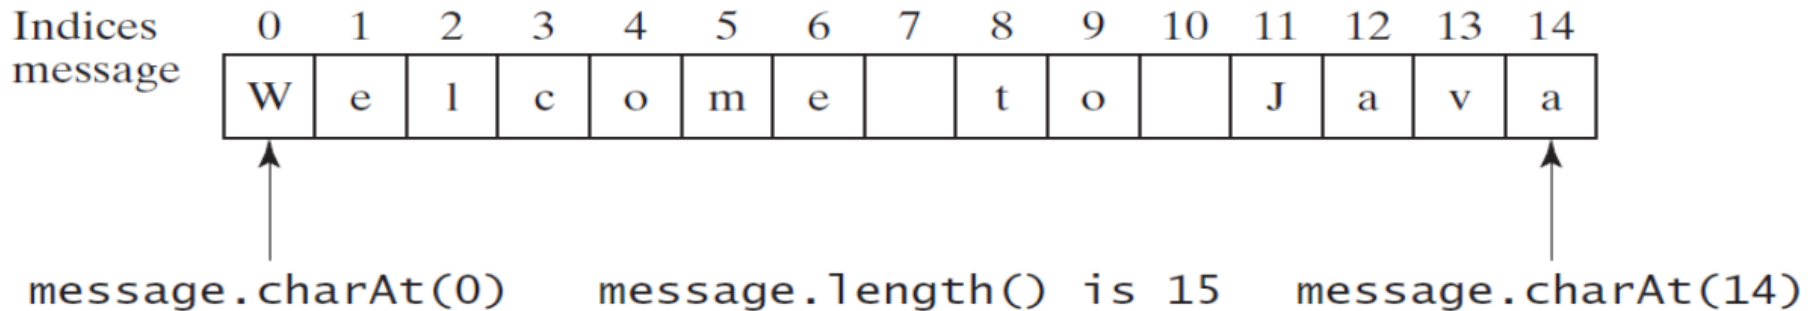 Indices 0 1 2 3 4 5 6 7 8 9 10 11 12 13 14
message W e l c o m e t o J a v a
message.charAt(0) message.length() is 15 message.charAt(14)